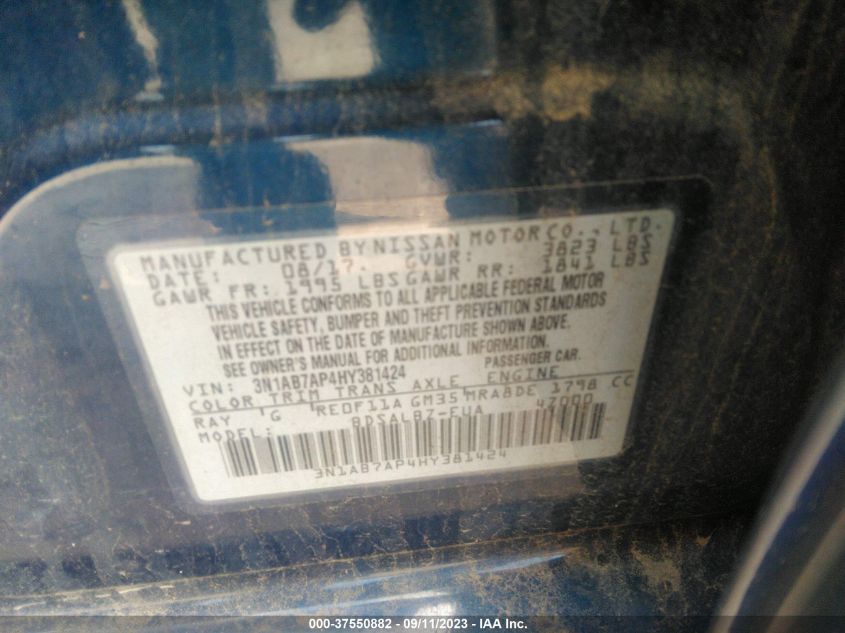 MANUFACTURED BY NISSAN MOTOR CO., LTD.
DATE: 08/17 GVWR: 3823 LBS
GAWR FR: 1995 LBS GAWR RR: 1841 LBS
THIS VEHICLE CONFORMS TO ALL APPLICABLE FEDERAL MOTOR
VEHICLE SAFETY, BUMPER AND THEFT PREVENTION STANDARDS
IN EFFECT ON THE DATE OF MANUFACTURE SHOWN ABOVE.
SEE OWNER'S MANUAL FOR ADDITIONAL INFORMATION.
VIN: 3N1AB7AP4HY381424 PASSENGER CAR.
COLOR TRIM TRANS AXLE ENGINE
RAY G RE0F11A GM35 MRA8DE 1798 CC
MODEL: BDSALBZ-EUA 42000
3N1AB7AP4HY381424
000-37550882 - 09/11/2023 - IAA Inc.